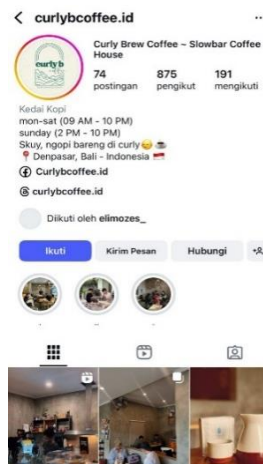 curlybcoffee.id
curly b
Curly Brew Coffee ~ Slowbar Coffee
House
74 875 191
postingan pengikut mengikuti
Kedai Kopi
mon-sat (09 AM - 10 PM)
sunday (2 PM - 10 PM)
Skuy, ngopi bareng di curly
Denpasar, Bali - Indonesia
Curlybcoffee.id
curlybcoffee.id
Diikuti oleh elimozes_
Ikuti Kirim Pesan Hubungi